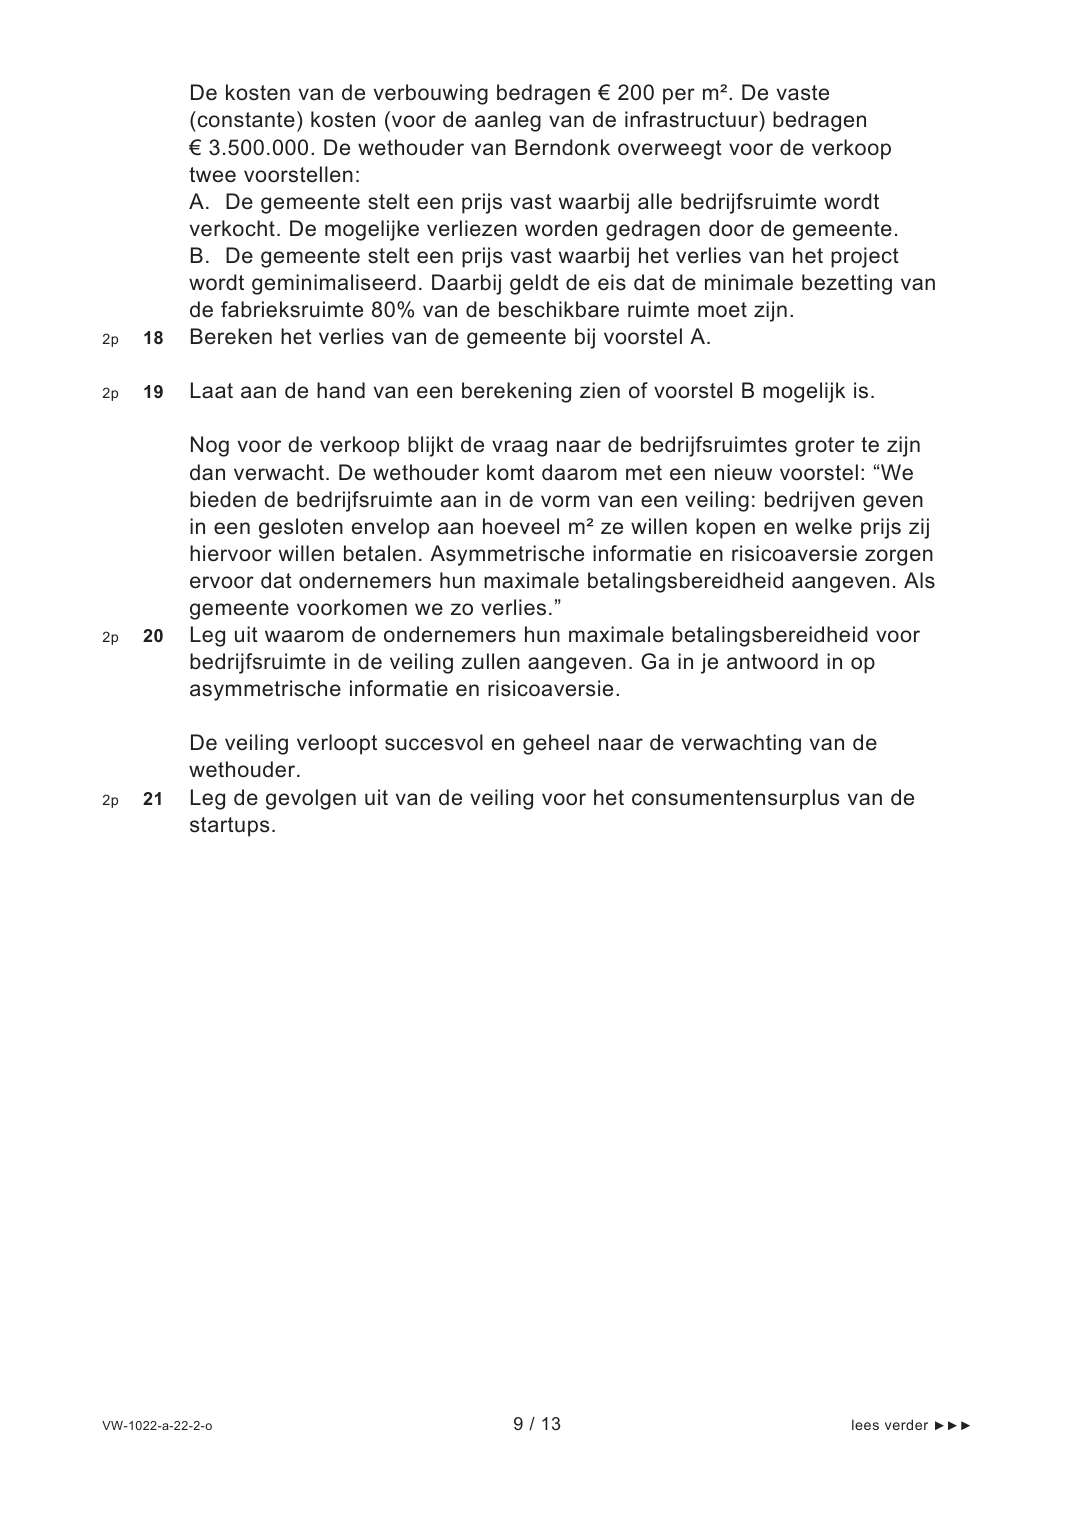 De kosten van de verbouwing bedragen € 200 per m². De vaste
(constante) kosten (voor de aanleg van de infrastructuur) bedragen
€ 3.500.000. De wethouder van Berndonk overweegt voor de verkoop
twee voorstellen:
A. De gemeente stelt een prijs vast waarbij alle bedrijfsruimte wordt
verkocht. De mogelijke verliezen worden gedragen door de gemeente.
B. De gemeente stelt een prijs vast waarbij het verlies van het project
wordt geminimaliseerd. Daarbij geldt de eis dat de minimale bezetting van
de fabrieksruimte 80% van de beschikbare ruimte moet zijn.
2p 18 Bereken het verlies van de gemeente bij voorstel A.
2p 19 Laat aan de hand van een berekening zien of voorstel B mogelijk is.
Nog voor de verkoop blijkt de vraag naar de bedrijfsruimtes groter te zijn
dan verwacht. De wethouder komt daarom met een nieuw voorstel: “We
bieden de bedrijfsruimte aan in de vorm van een veiling: bedrijven geven
in een gesloten envelop aan hoeveel m² ze willen kopen en welke prijs zij
hiervoor willen betalen. Asymmetrische informatie en risicoaversie zorgen
ervoor dat ondernemers hun maximale betalingsbereidheid aangeven. Als
gemeente voorkomen we zo verlies.”
2p 20 Leg uit waarom de ondernemers hun maximale betalingsbereidheid voor
bedrijfsruimte in de veiling zullen aangeven. Ga in je antwoord in op
asymmetrische informatie en risicoaversie.
De veiling verloopt succesvol en geheel naar de verwachting van de
wethouder.
2p 21 Leg de gevolgen uit van de veiling voor het consumentensurplus van de
startups.
VW-1022-a-22-2-o 9 / 13 lees verder ►►►